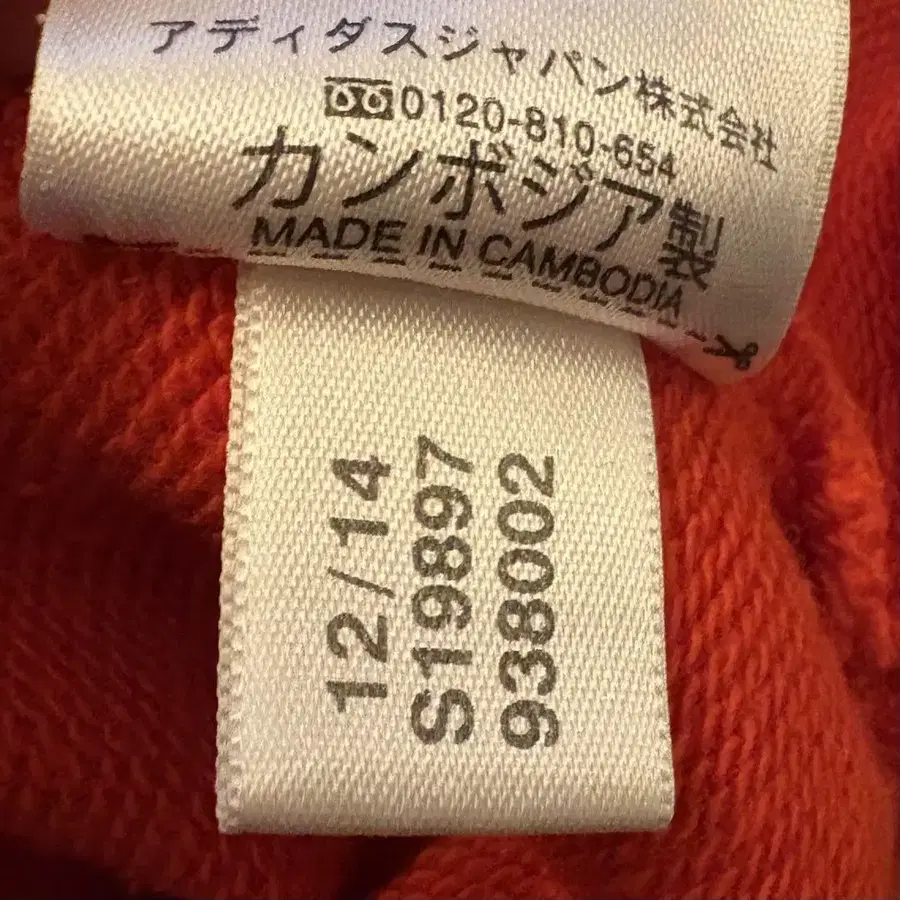 アディダスジャパン株式会社
0120-810-654
カンボジア製
MADE IN CAMBODIA
12/14
S19897
938002